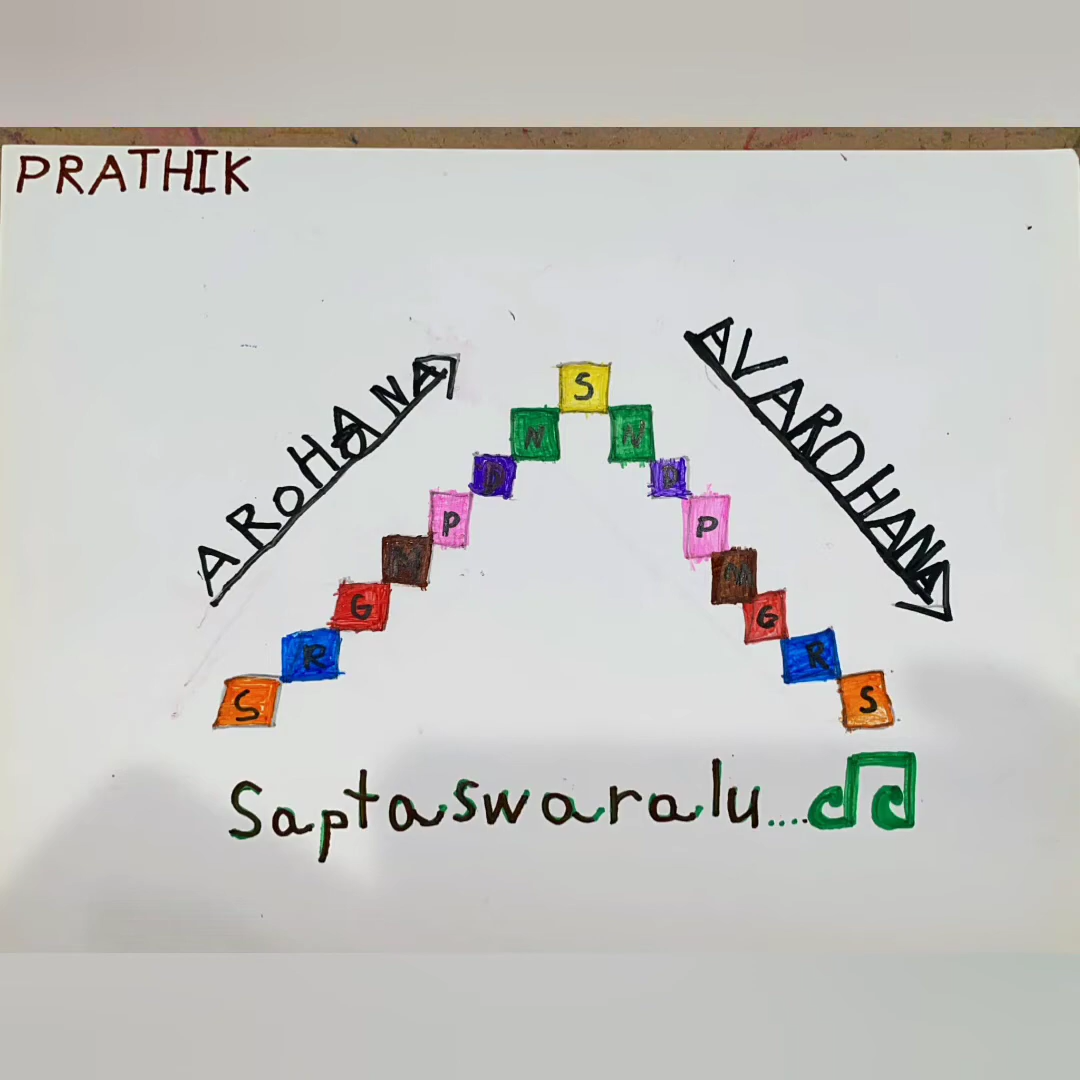 PRATHIK
AROHANA
AVAROHANA
S
N N
D D
P P
M M
G G
R R
S S
Saptaswaralu....